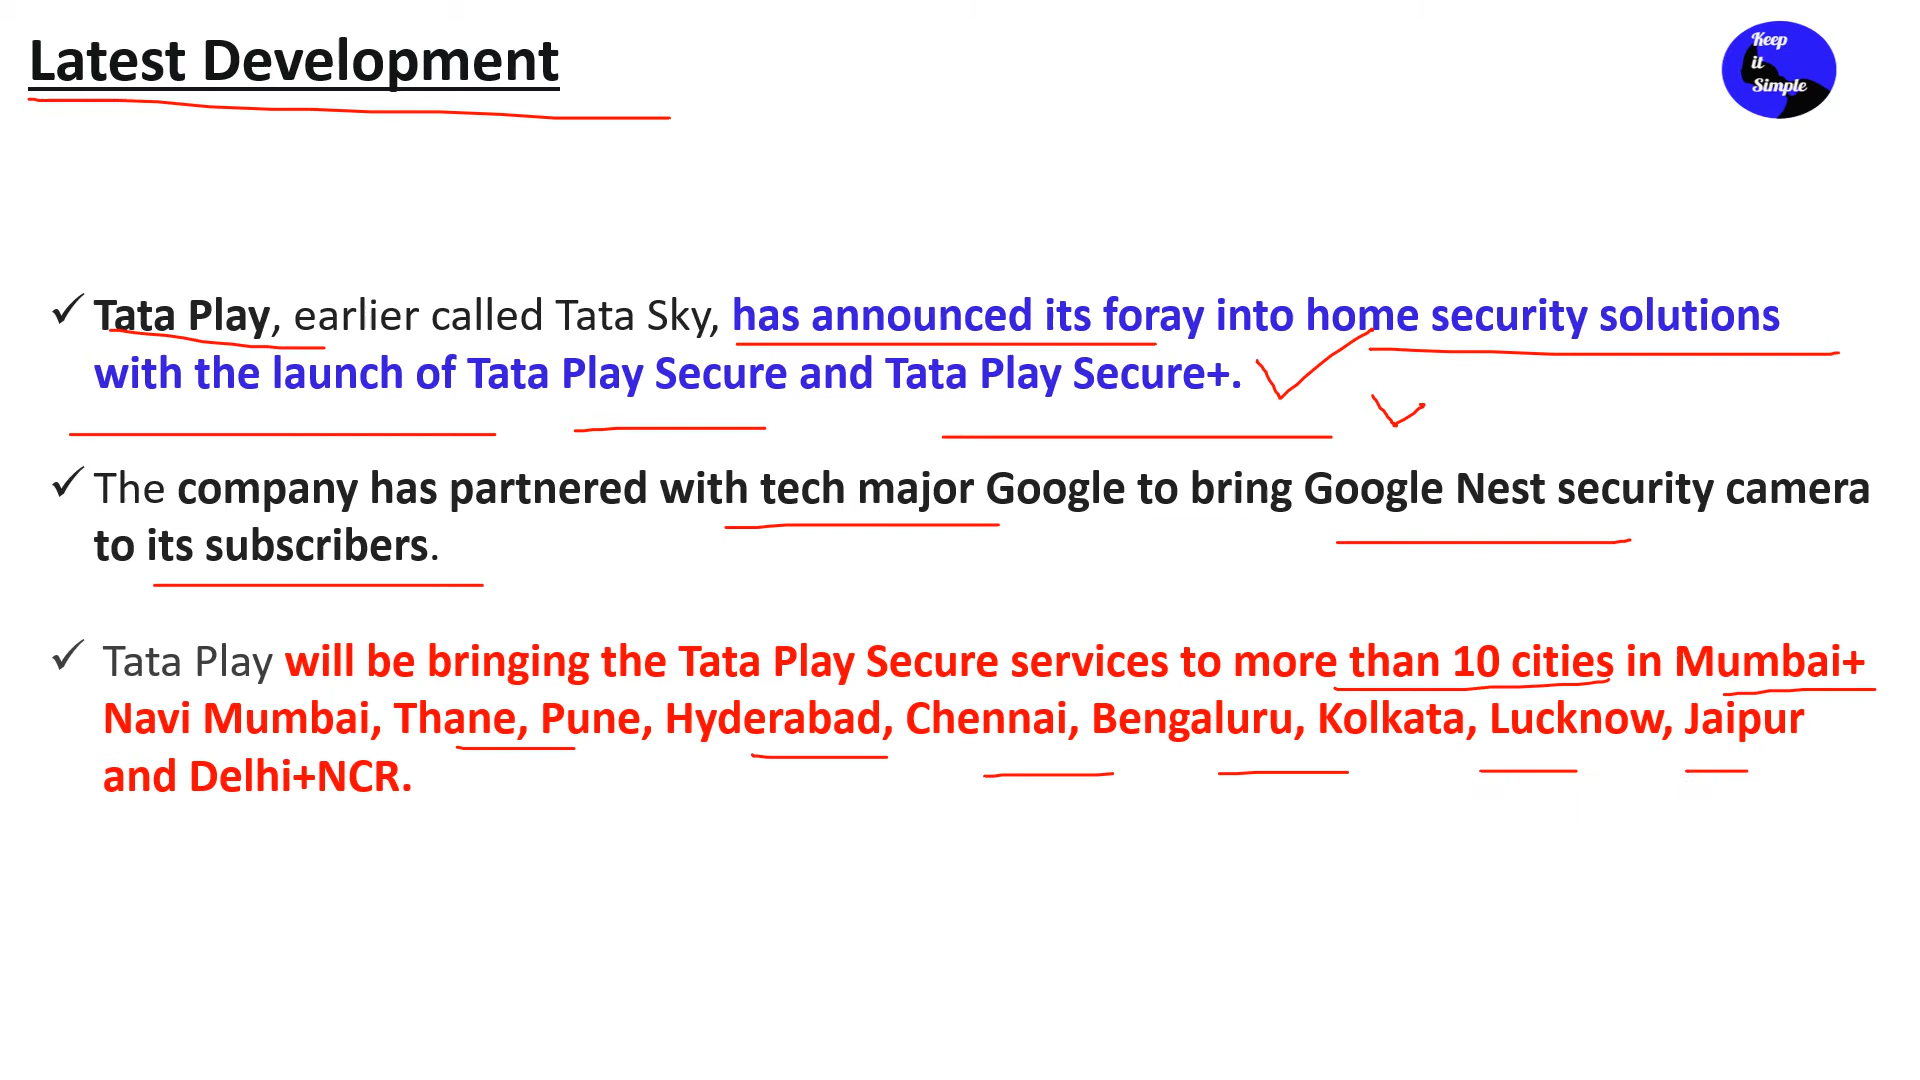 Latest Development
Keep
it
Simple
Tata Play, earlier called Tata Sky, has announced its foray into home security solutions
with the launch of Tata Play Secure and Tata Play Secure+.
The company has partnered with tech major Google to bring Google Nest security camera
to its subscribers.
Tata Play will be bringing the Tata Play Secure services to more than 10 cities in Mumbai+
Navi Mumbai, Thane, Pune, Hyderabad, Chennai, Bengaluru, Kolkata, Lucknow, Jaipur
and Delhi+NCR.